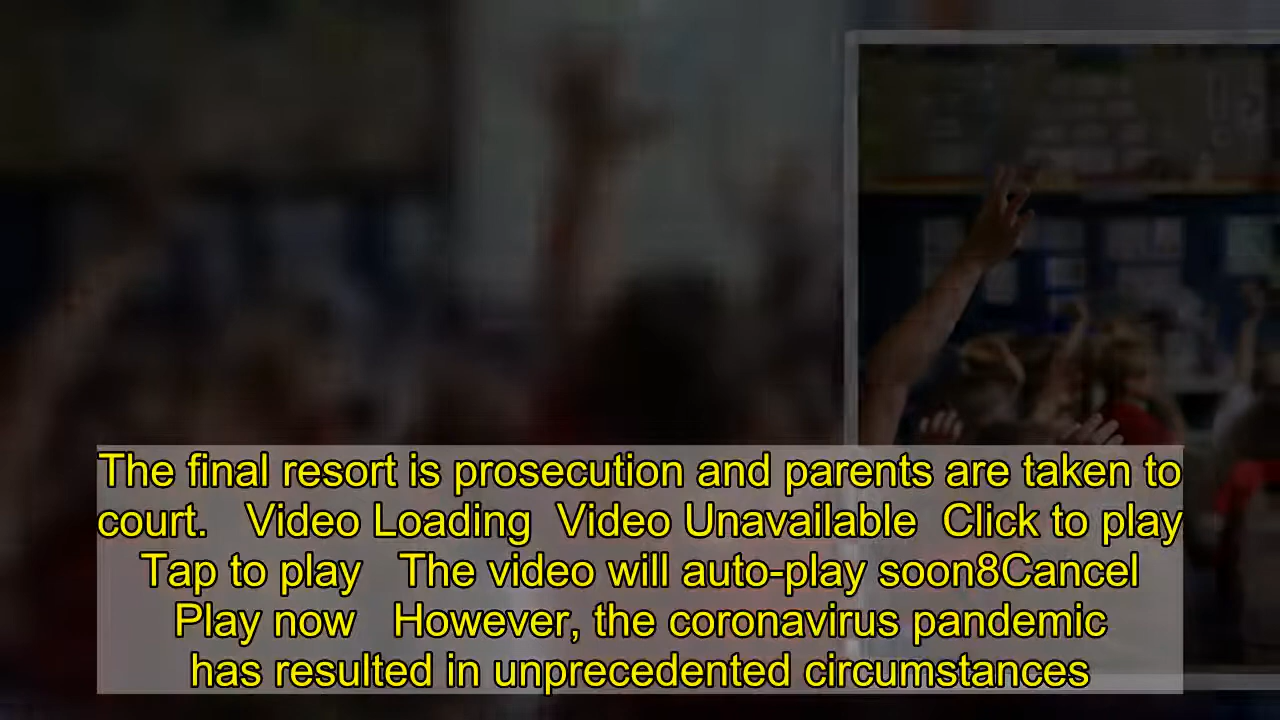 The final resort is prosecution and parents are taken to
court.   Video Loading  Video Unavailable  Click to play
Tap to play   The video will auto-play soon8Cancel
Play now   However, the coronavirus pandemic
has resulted in unprecedented circumstances